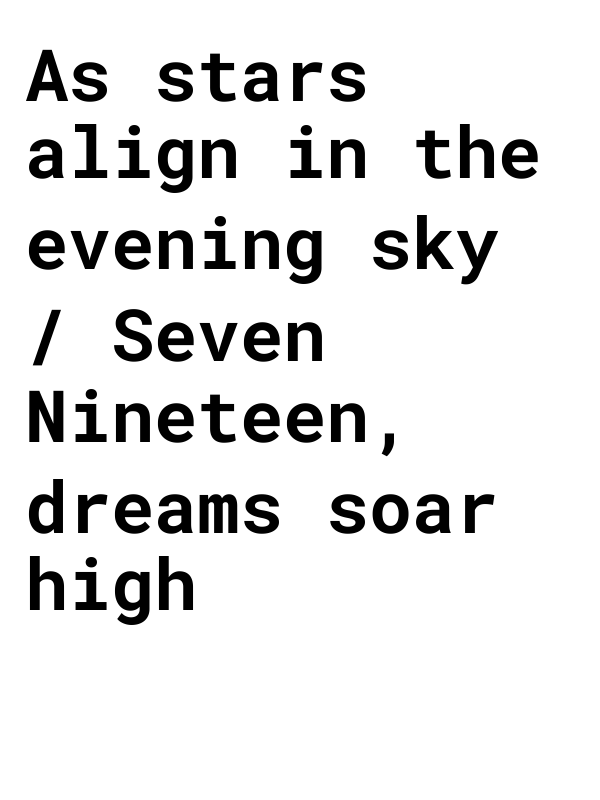 As stars
align in the
evening sky
/ Seven
Nineteen,
dreams soar
high